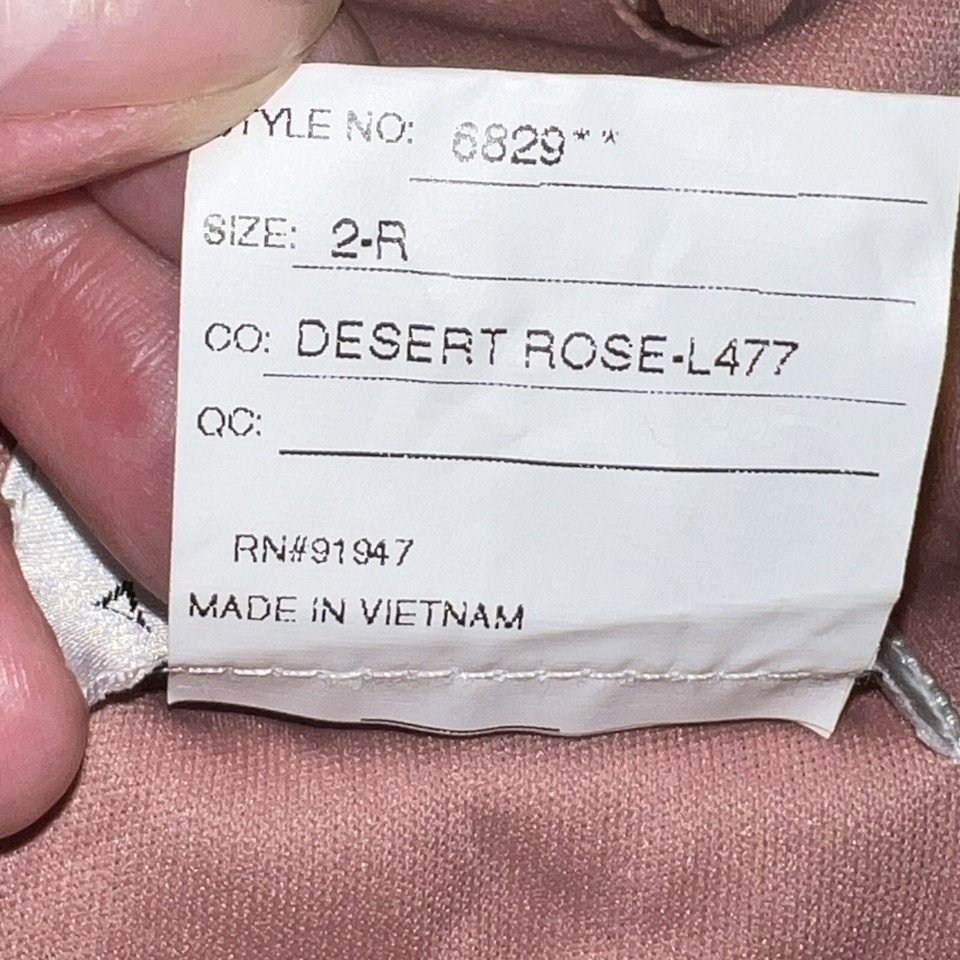 STYLE NO: 6829**
SIZE: 2-R
CO: DESERT ROSE-L477
QC:
RN#91947
MADE IN VIETNAM